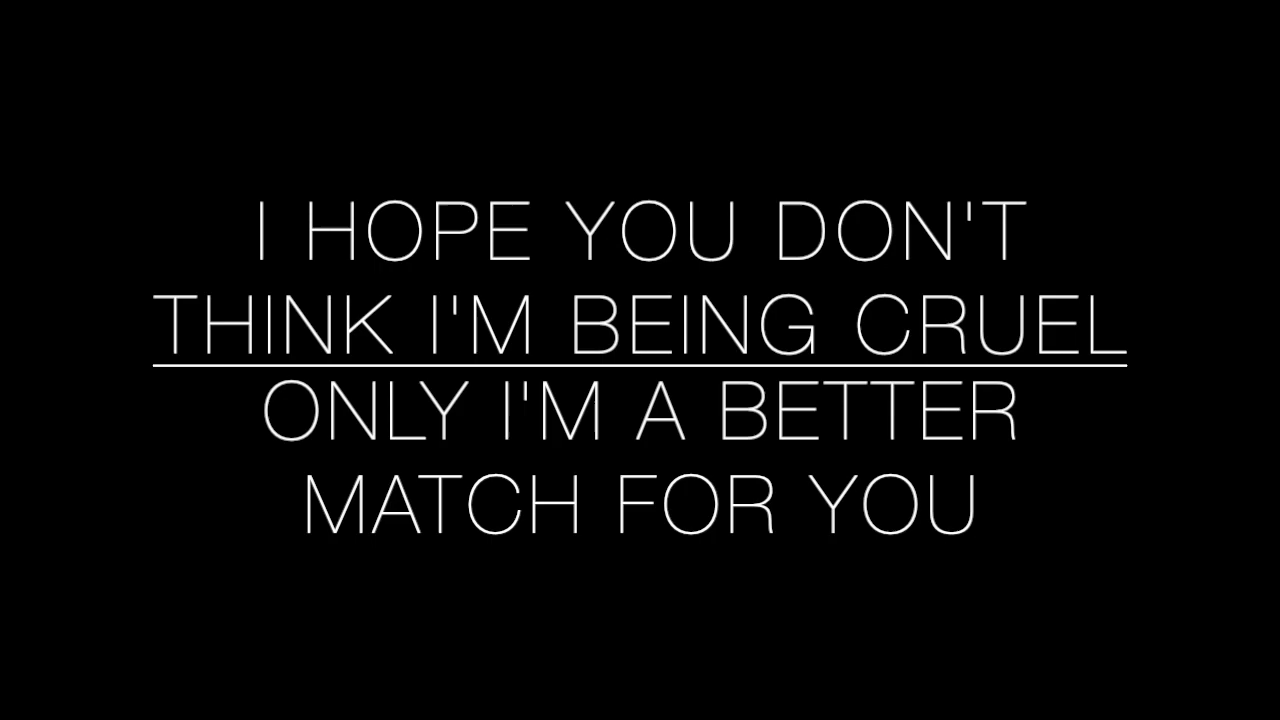 I HOPE YOU DON'T
THINK I'M BEING CRUEL
ONLY I'M A BETTER
MATCH FOR YOU